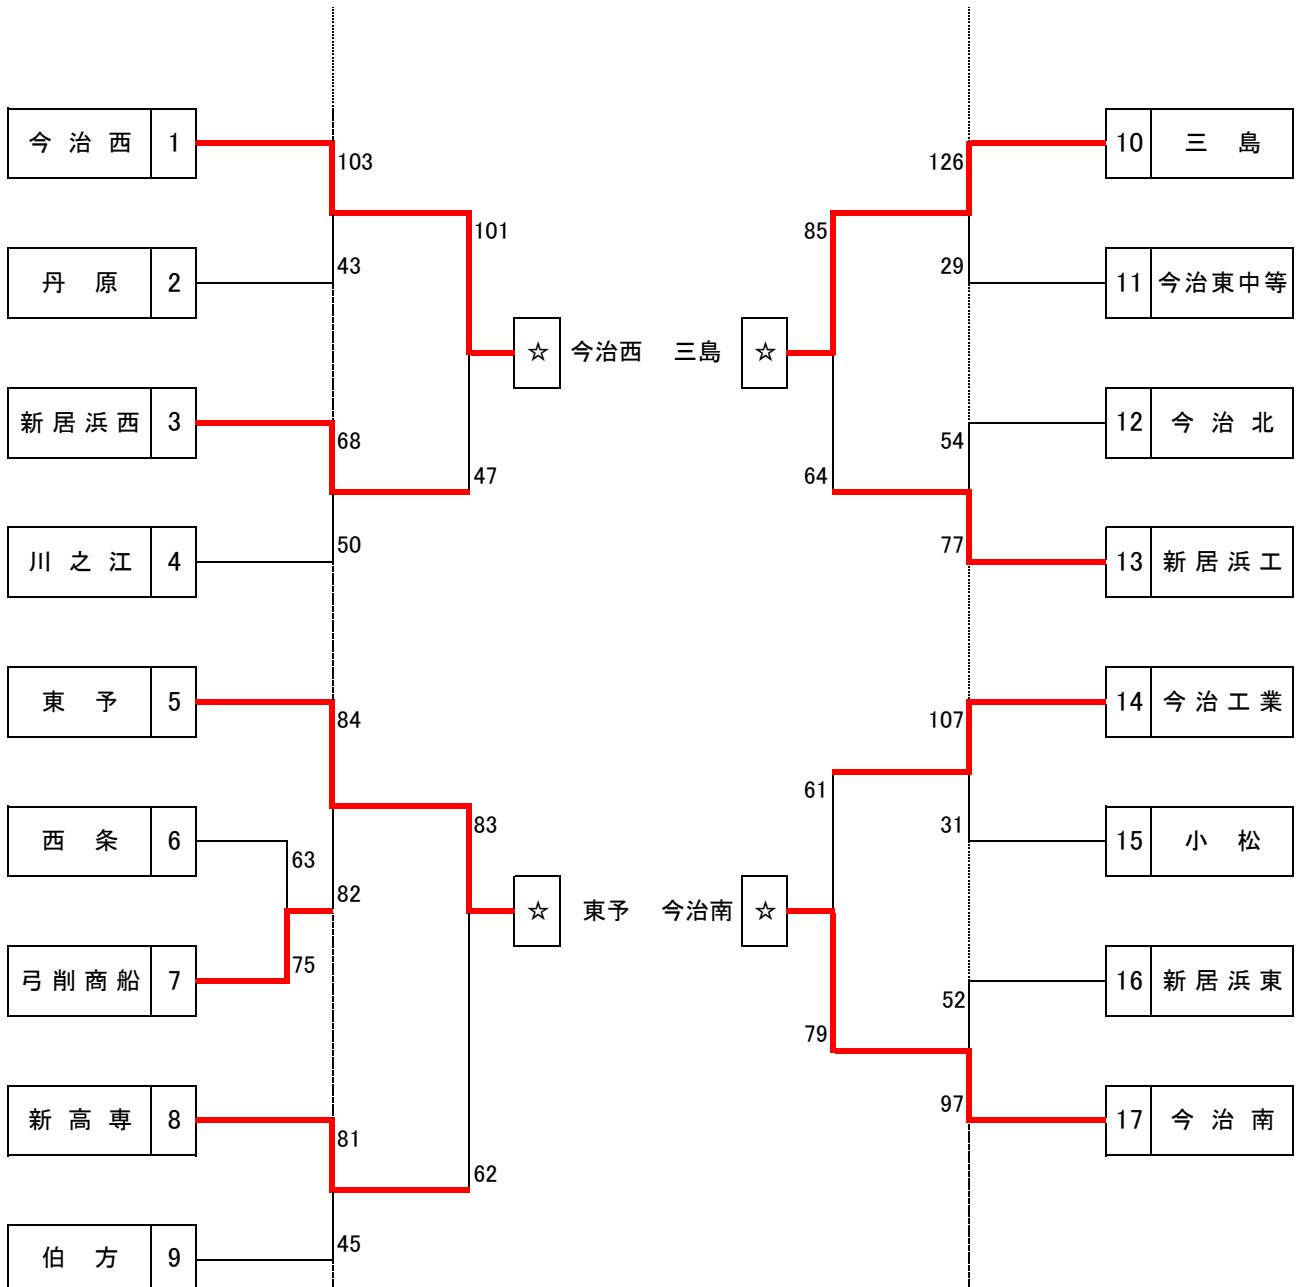 今治西 1
103
43
丹原 2
101
新居浜西 3
68
47
50
川之江 4
☆ 今治西
東予 5
84
西条 6
63
83
82
弓削商船 7
75
☆ 東予
新高専 8
81
62
45
伯方 9
10 三島
126
85
29
11 今治東中等
三島 ☆
12 今治北
54
64
77
13 新居浜工
14 今治工業
107
61
31
15 小松
今治南 ☆
16 新居浜東
52
79
97
17 今治南